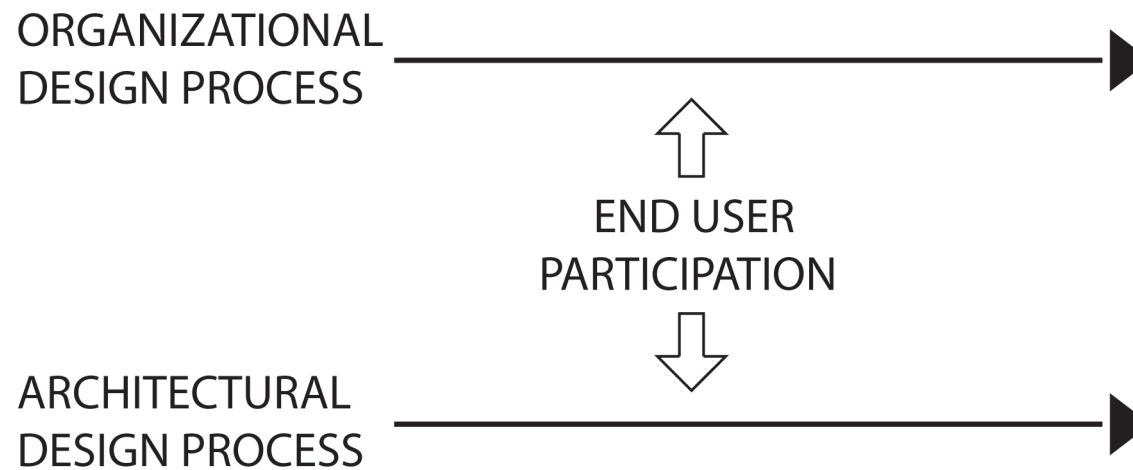 ORGANIZATIONAL
DESIGN PROCESS
END USER
PARTICIPATION
ARCHITECTURAL
DESIGN PROCESS